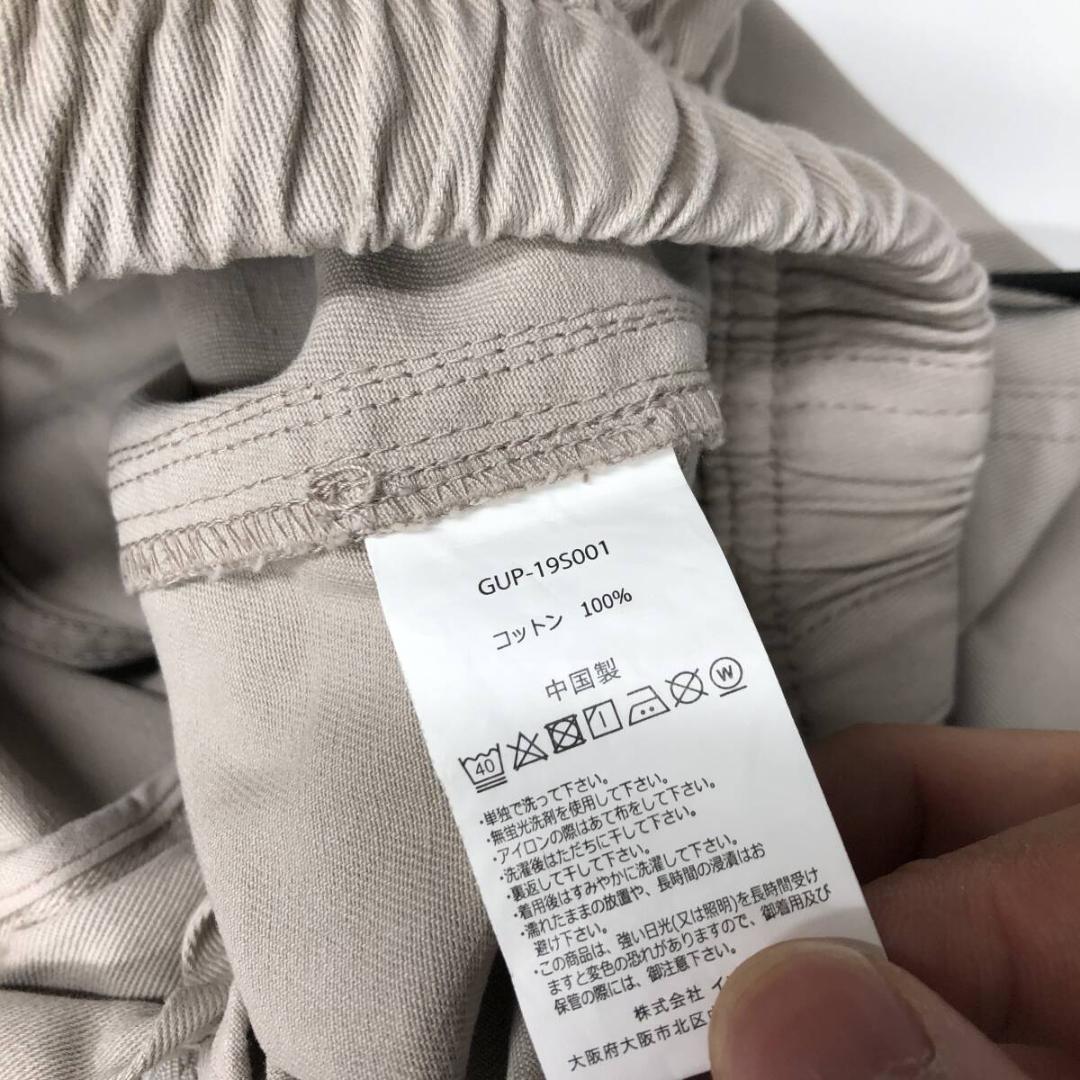 GUP-19S001
コットン 100%
中国製
40 W
・単独で洗って下さい。
・無蛍光洗剤を使用して下さい。
・アイロンの際はあて布をして下さい。
・洗濯後はただちに干して下さい。
・裏返して干して下さい。
・着用後はすみやかに洗濯して下さい。
・濡れたままの放置や、長時間の浸漬はお
避け下さい。
・この商品は、強い日光(又は照明)を長時間受け
ますと変色の恐れがありますので、御着用及び
保管の際には、御注意下さい。
株式会社 イ
大阪府大阪市北区